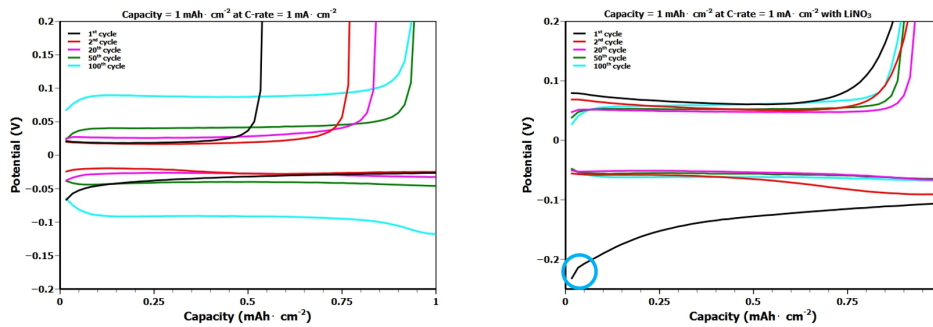 Capacity = 1 mAh· cm⁻² at C-rate = 1 mA· cm⁻²
0.2
0.15
0.1
0.05
0
−0.05
−0.1
−0.15
−0.2
Potential (V)
1st cycle
2nd cycle
20th cycle
50th cycle
100th cycle
0 0.25 0.5 0.75 1
Capacity (mAh· cm⁻²)
Capacity = 1 mAh· cm⁻² at C-rate = 1 mA· cm⁻² with LiNO₃
0.2
0.1
0
−0.1
−0.2
Potential (V)
1st cycle
2nd cycle
20th cycle
50th cycle
100th cycle
0 0.25 0.5 0.75
Capacity (mAh· cm⁻²)